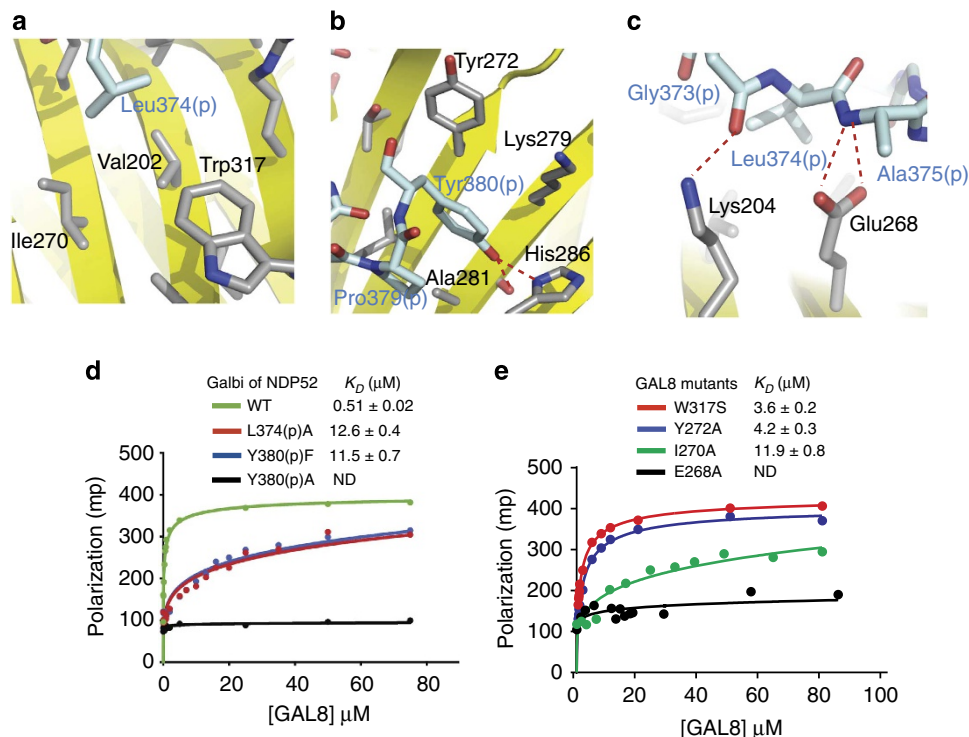 a
Leu374(p)
Val202
Trp317
Ile270
b
Tyr272
Lys279
Tyr380(p)
His286
Ala281
Pro379(p)
c
Gly373(p)
Leu374(p)
Ala375(p)
Lys204
Glu268
d
Galbi of NDP52 K_D (μM)
WT 0.51 ± 0.02
L374(p)A 12.6 ± 0.4
Y380(p)F 11.5 ± 0.7
Y380(p)A ND
Polarization (mp)
500
400
300
200
100
0
0 20 40 60 80
[GAL8] μM
e
GAL8 mutants K_D (μM)
W317S 3.6 ± 0.2
Y272A 4.2 ± 0.3
I270A 11.9 ± 0.8
E268A ND
Polarization (mp)
500
400
300
200
100
0
0 20 40 60 80 100
[GAL8] μM